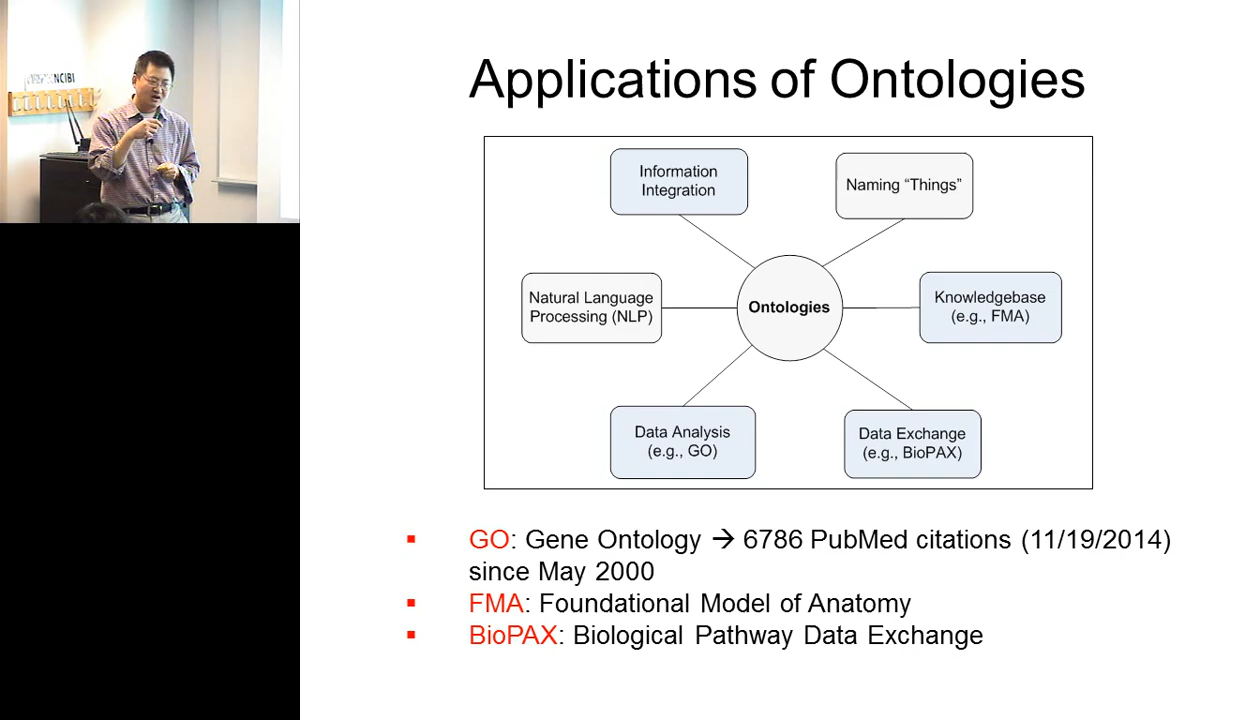 NCIBI
Applications of Ontologies
Information
Integration
Naming “Things”
Natural Language
Processing (NLP)
Ontologies
Knowledgebase
(e.g., FMA)
Data Analysis
(e.g., GO)
Data Exchange
(e.g., BioPAX)
▪ GO: Gene Ontology → 6786 PubMed citations (11/19/2014)
since May 2000
▪ FMA: Foundational Model of Anatomy
▪ BioPAX: Biological Pathway Data Exchange